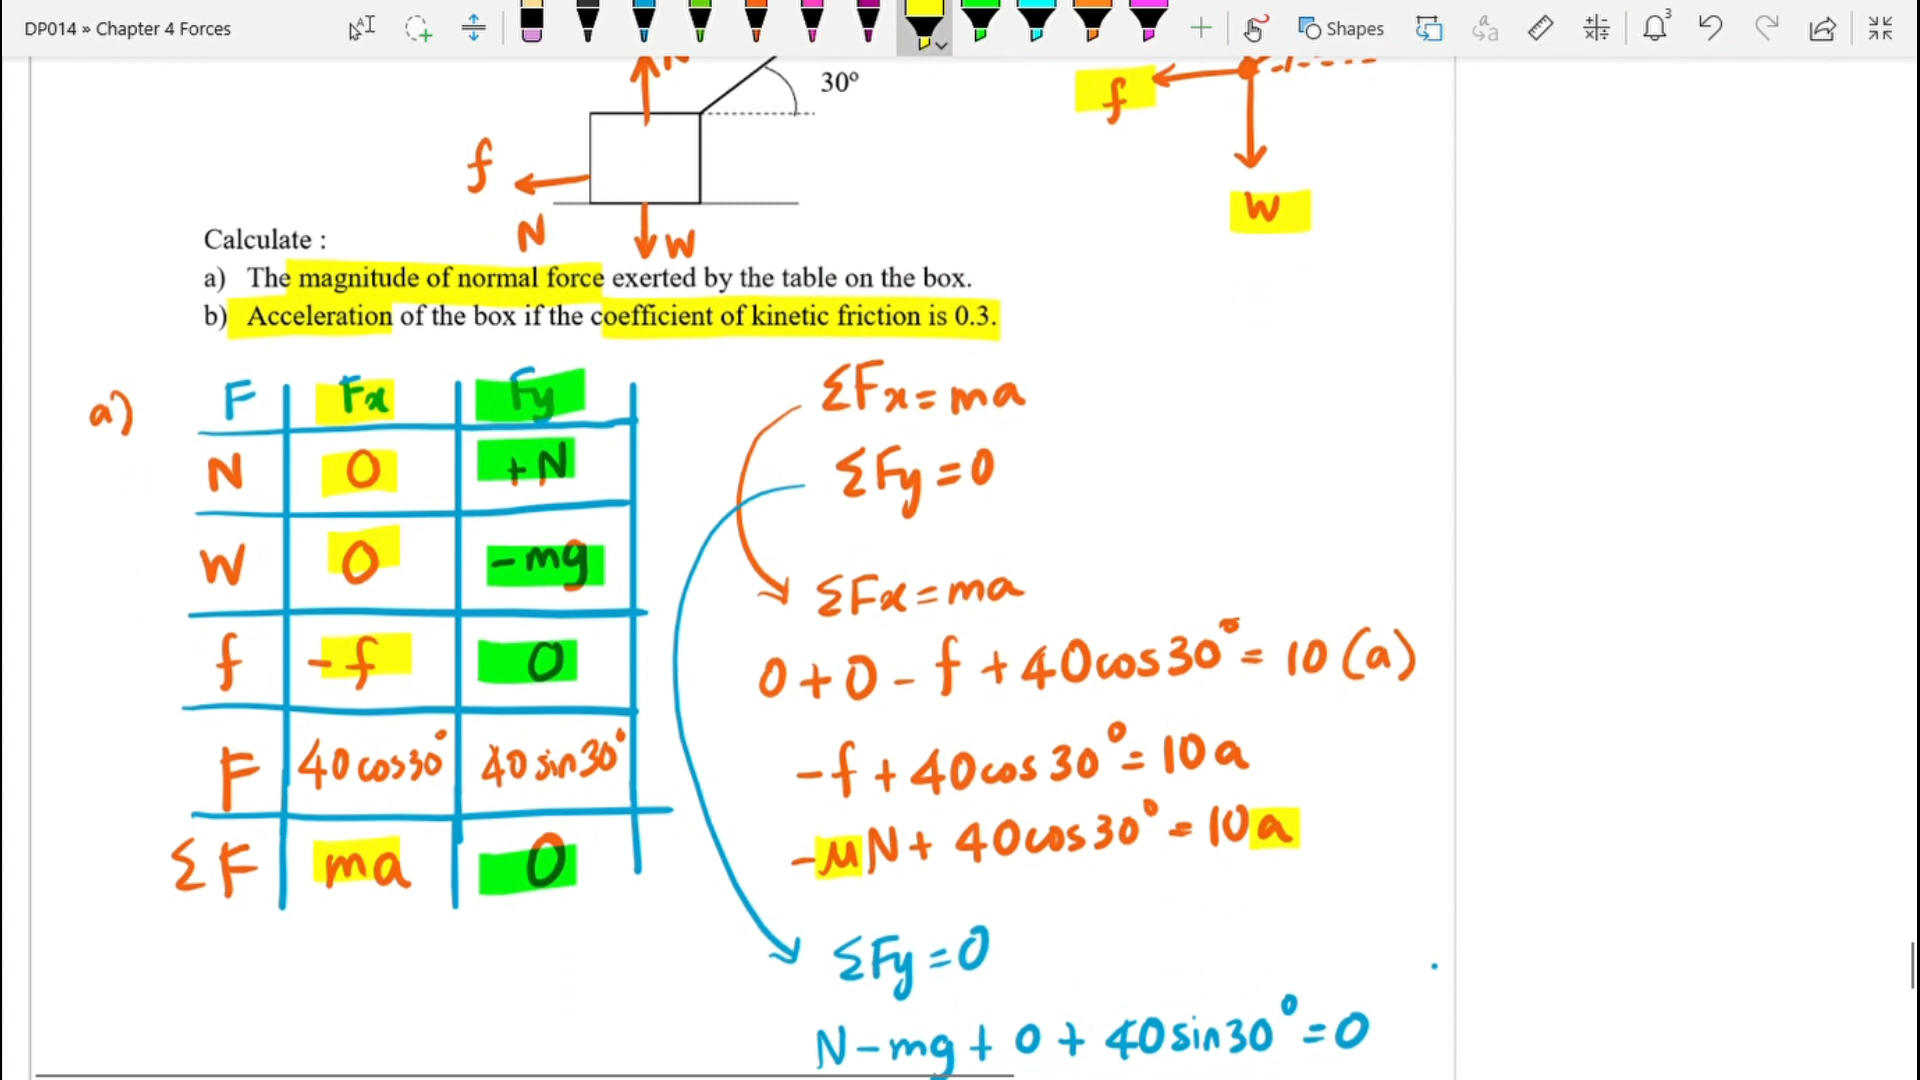 DP014 » Chapter 4 Forces
Shapes
3
30°
f
f
N
W
W
Calculate :
a) The magnitude of normal force exerted by the table on the box.
b) Acceleration of the box if the coefficient of kinetic friction is 0.3.
a)
F Fx Fy
N 0 +N
W 0 -mg
f -f 0
F 40cos30° 40sin30°
ΣF ma 0
ΣFx = ma
ΣFy = 0
ΣFx = ma
0 + 0 - f + 40cos30° = 10 (a)
-f + 40cos30° = 10a
-μN + 40cos30° = 10a
ΣFy = 0
N - mg + 0 + 40sin30° = 0